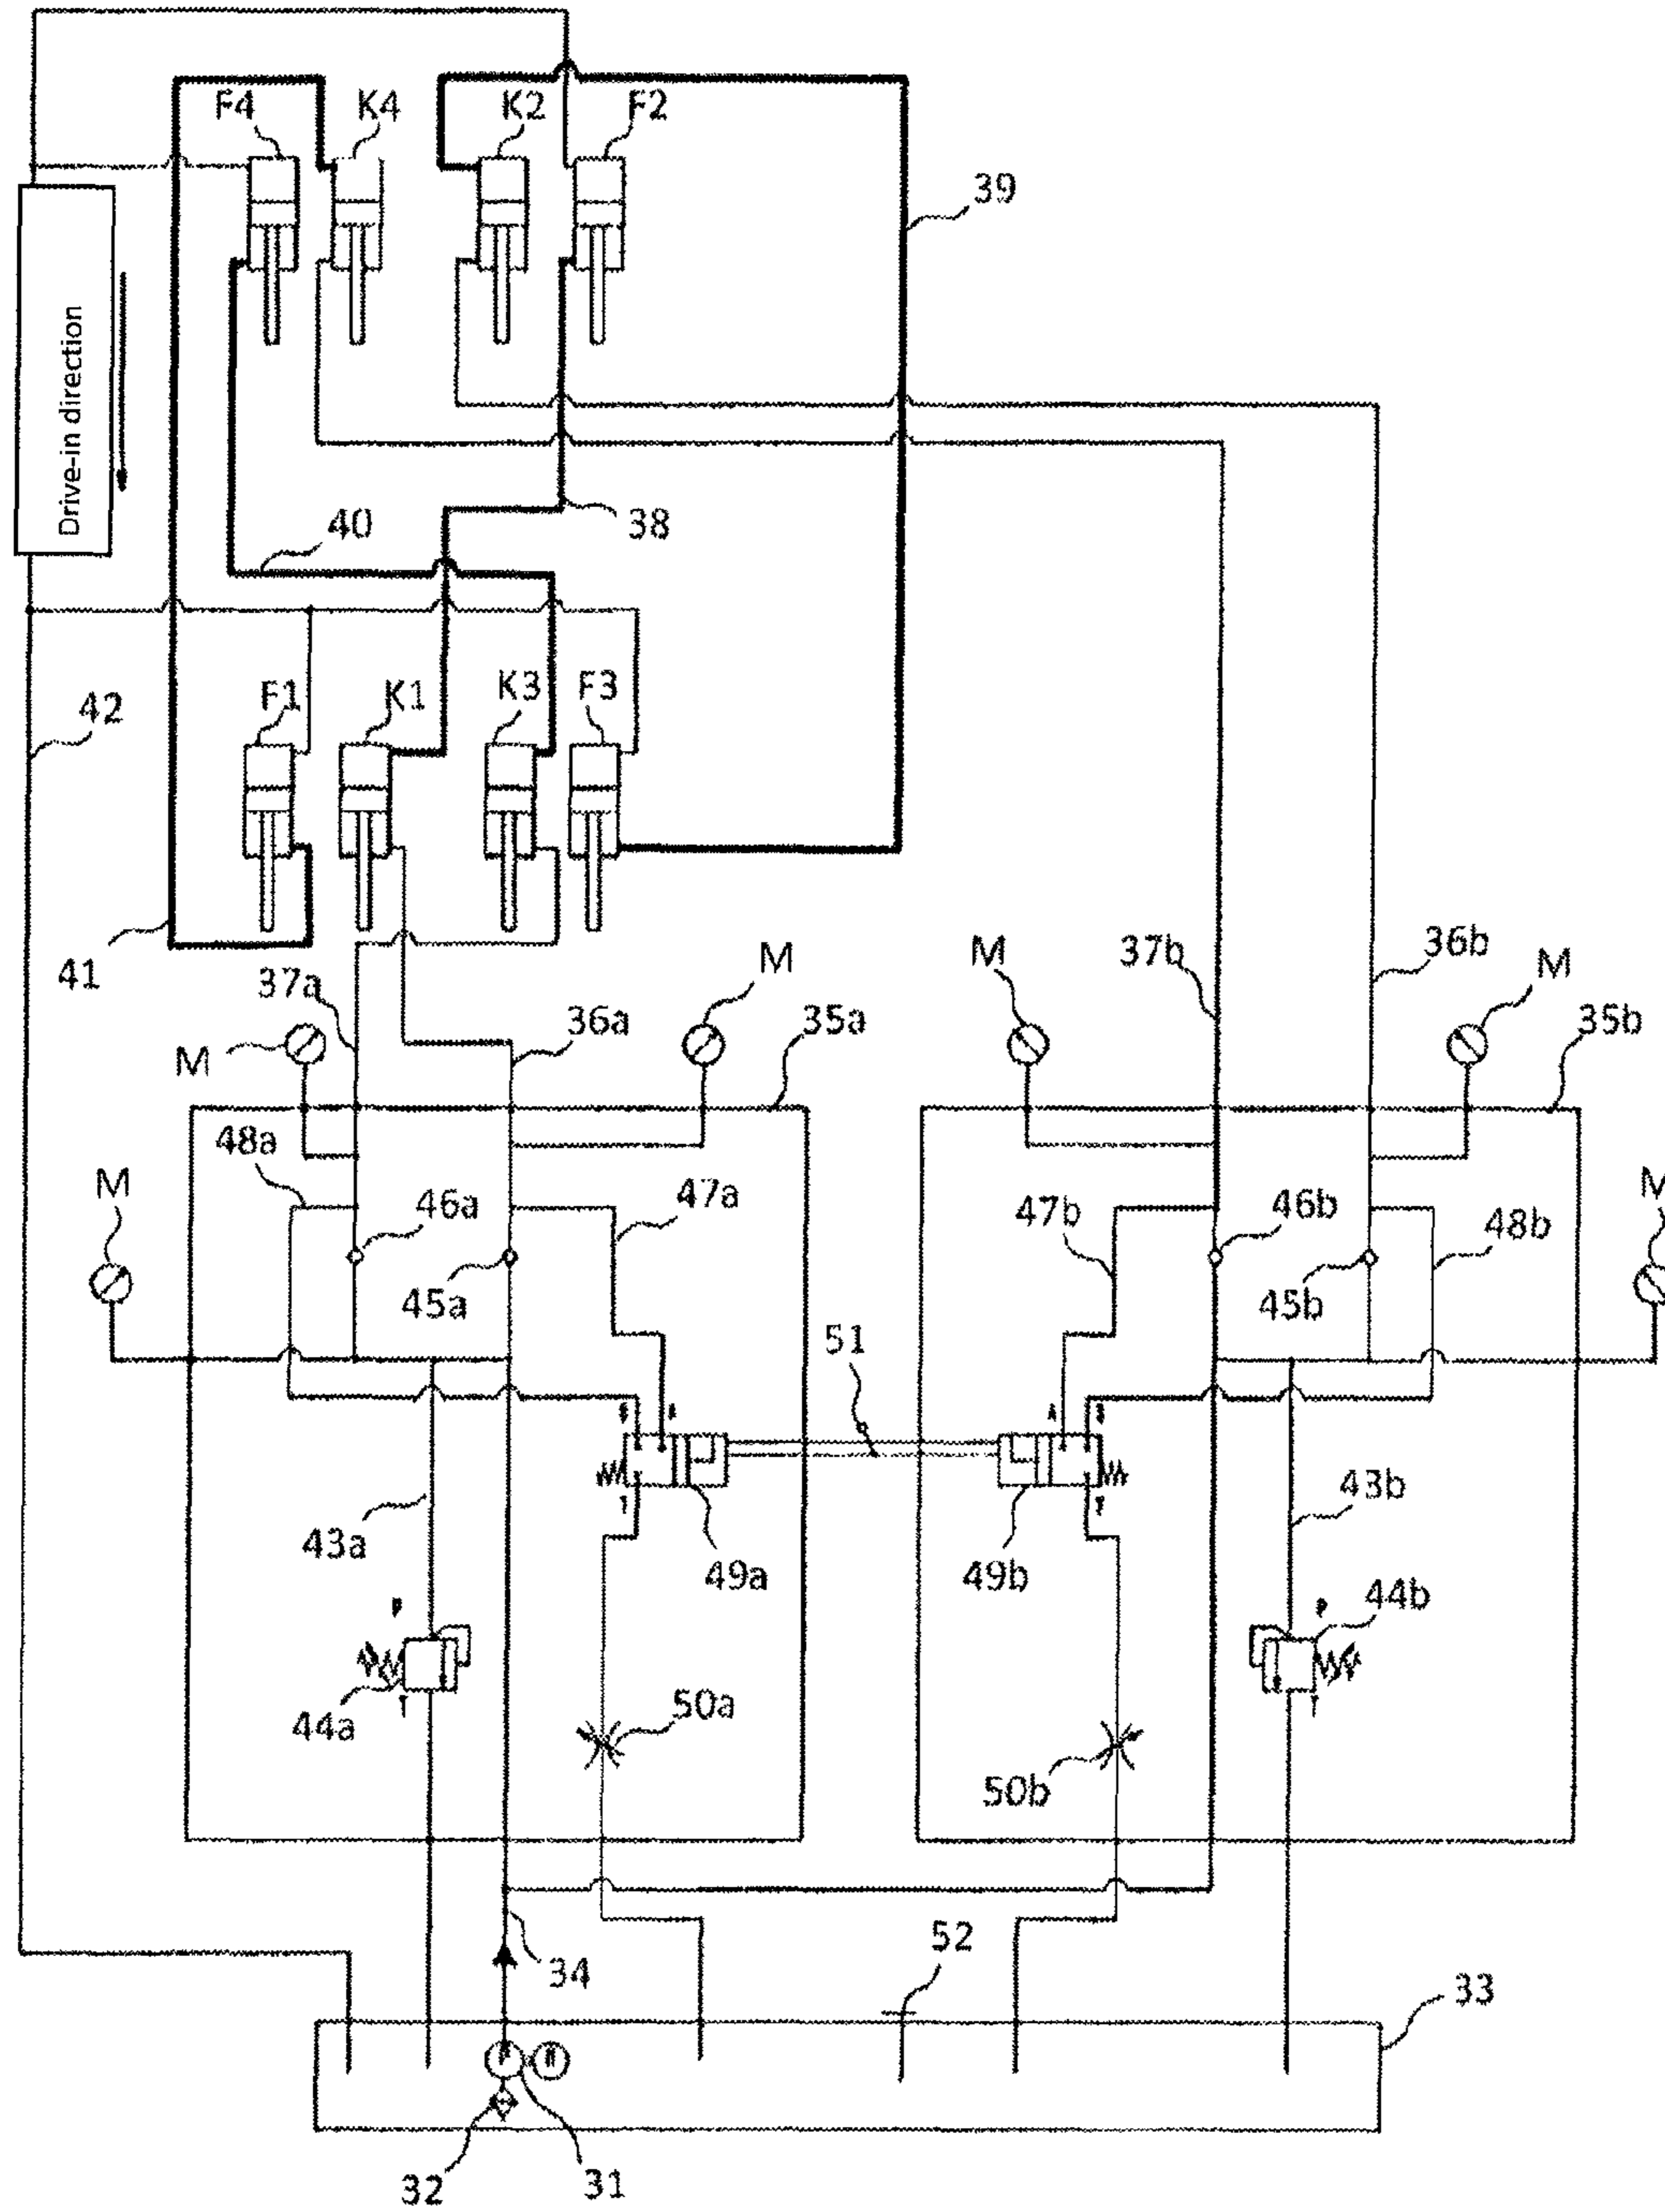 F4 K4 K2 F2
39
Drive-in direction
40 38
F1 K1 K3 F3
42
41 37a M M 37b 36b M
M 36a 35a 35b
48a
M 46a 47a 47b 46b 48b M
45a 45b
51
B A A B
T T
43a 49a 49b 43b
P P 44b
T T
44a 50a
50b
52
34 33
P M
32 31